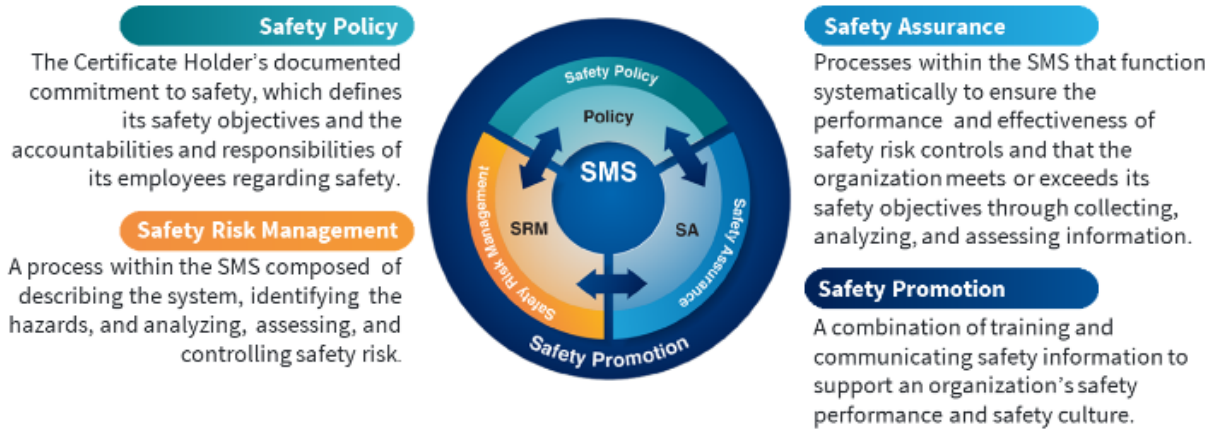 Safety Policy
The Certificate Holder's documented
commitment to safety, which defines
its safety objectives and the
accountabilities and responsibilities of
its employees regarding safety.
Safety Risk Management
A process within the SMS composed of
describing the system, identifying the
hazards, and analyzing, assessing, and
controlling safety risk.
Safety Policy
Policy
SMS
SRM
SA
Safety Risk Management
Safety Assurance
Safety Promotion
Safety Assurance
Processes within the SMS that function
systematically to ensure the
performance and effectiveness of
safety risk controls and that the
organization meets or exceeds its
safety objectives through collecting,
analyzing, and assessing information.
Safety Promotion
A combination of training and
communicating safety information to
support an organization's safety
performance and safety culture.